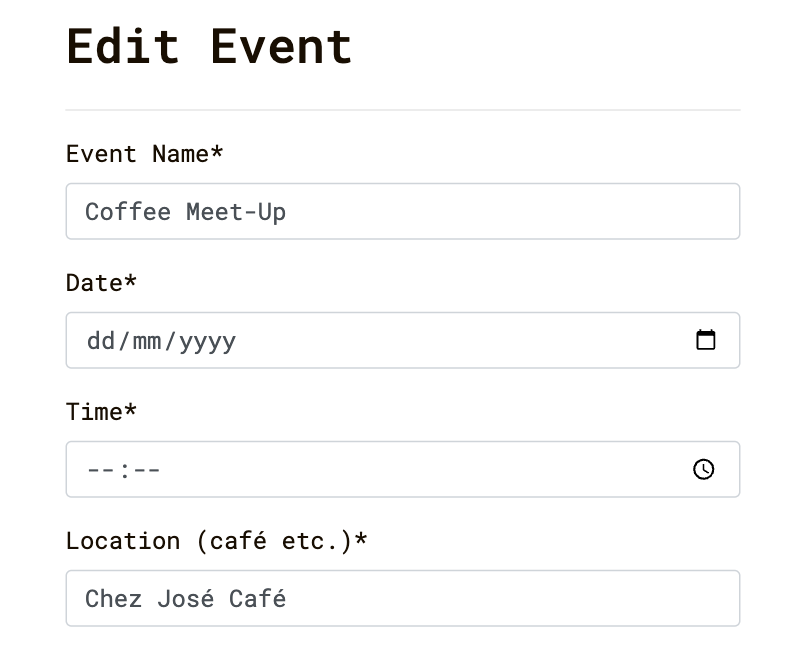 Edit Event
Event Name*
Coffee Meet-Up
Date*
dd/mm/yyyy
Time*
--:--
Location (café etc.)*
Chez José Café